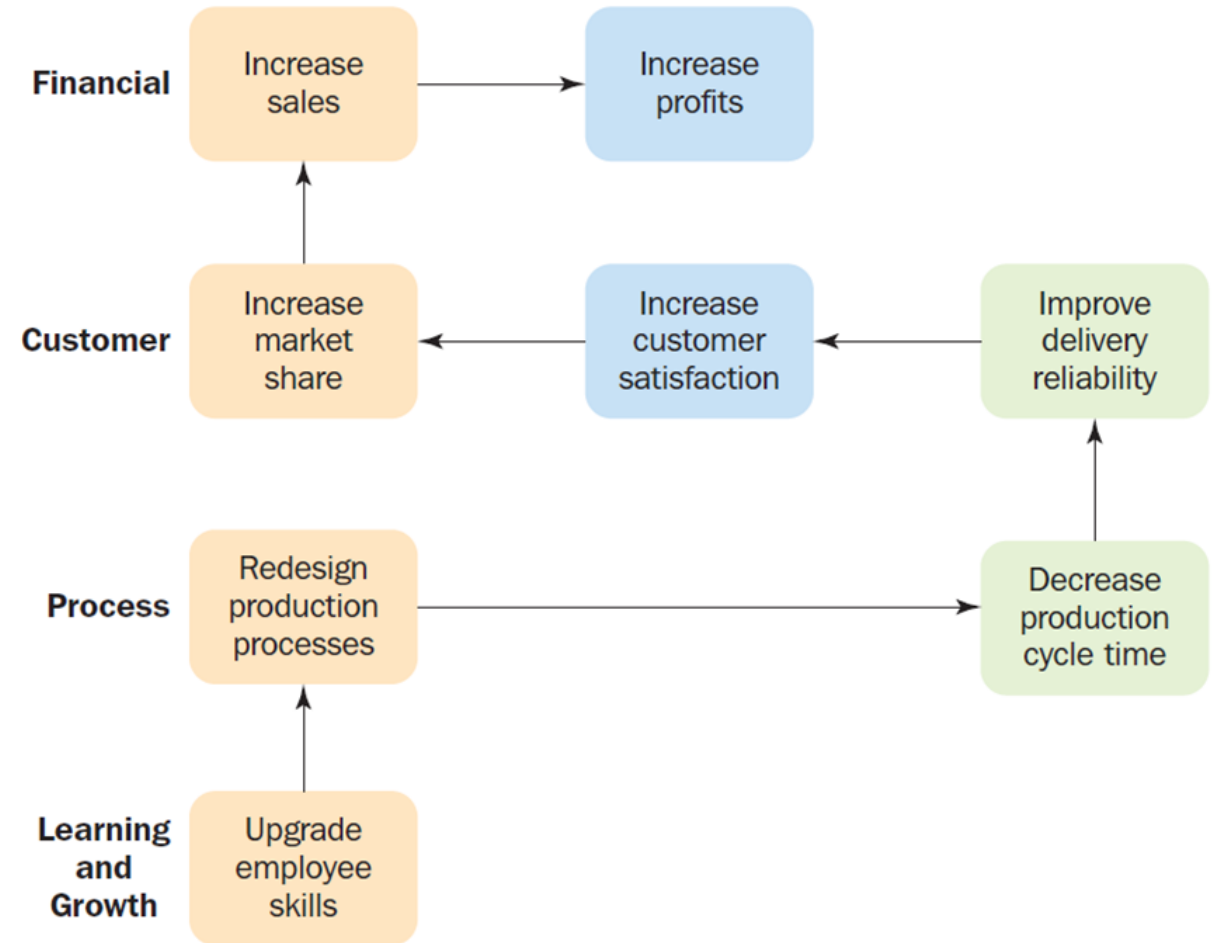 Financial
Increase
sales
Increase
profits
Customer
Increase
market
share
Increase
customer
satisfaction
Improve
delivery
reliability
Process
Redesign
production
processes
Decrease
production
cycle time
Learning
and
Growth
Upgrade
employee
skills